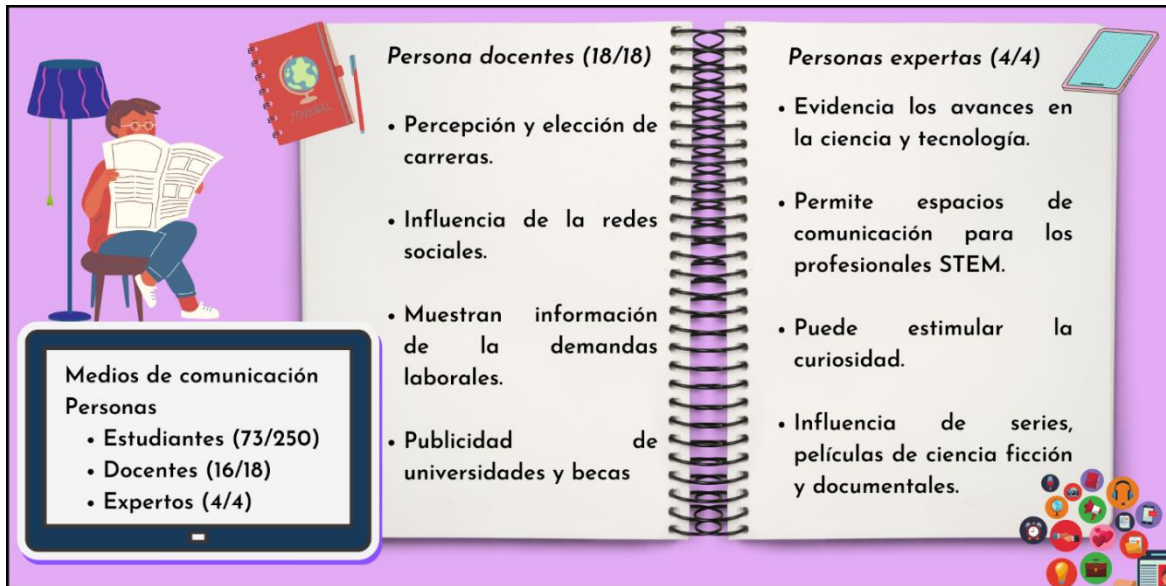 JOURNAL
Persona docentes (18/18)
• Percepción y elección de
carreras.
• Influencia de la redes
sociales.
• Muestran información
de la demandas
laborales.
• Publicidad de
universidades y becas
Personas expertas (4/4)
• Evidencia los avances en
la ciencia y tecnología.
• Permite espacios de
comunicación para los
profesionales STEM.
• Puede estimular la
curiosidad.
• Influencia de series,
películas de ciencia ficción
y documentales.
Medios de comunicación
Personas
• Estudiantes (73/250)
• Docentes (16/18)
• Expertos (4/4)